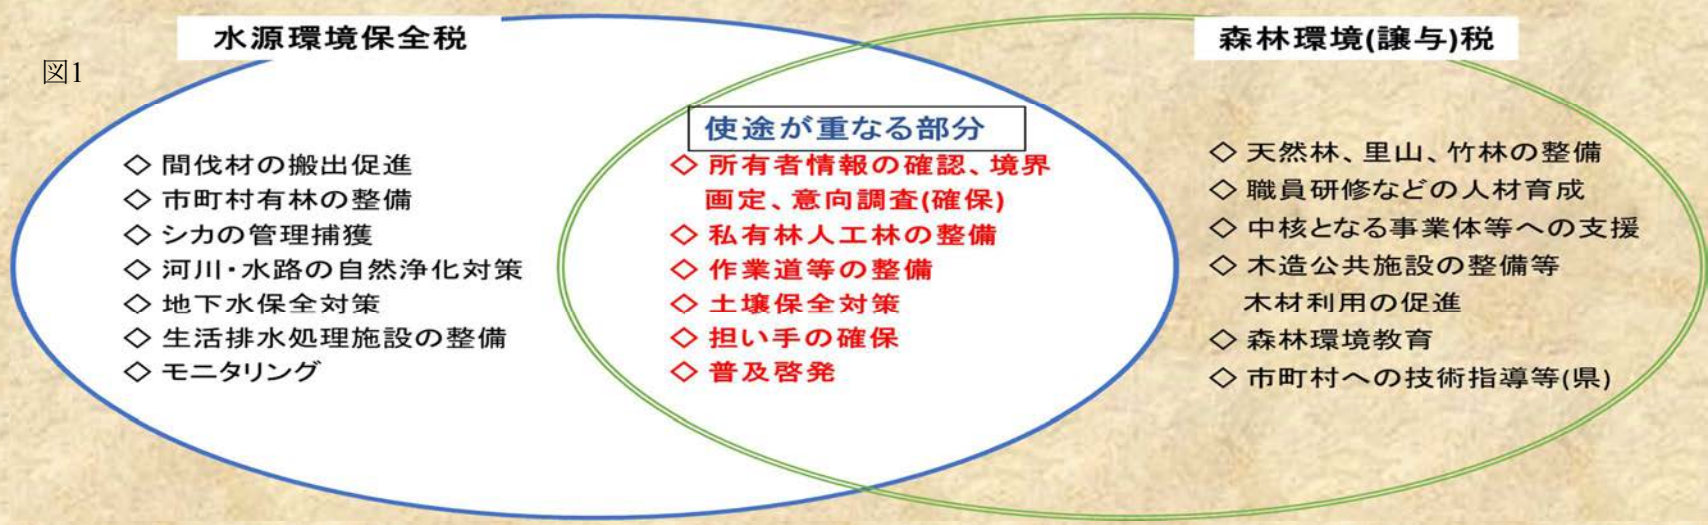 水源環境保全税
森林環境(譲与)税
図1
使途が重なる部分
◇ 間伐材の搬出促進
◇ 市町村有林の整備
◇ シカの管理捕獲
◇ 河川・水路の自然浄化対策
◇ 地下水保全対策
◇ 生活排水処理施設の整備
◇ モニタリング
◇ 所有者情報の確認、境界
画定、意向調査(確保)
◇ 私有林人工林の整備
◇ 作業道等の整備
◇ 土壌保全対策
◇ 担い手の確保
◇ 普及啓発
◇ 天然林、里山、竹林の整備
◇ 職員研修などの人材育成
◇ 中核となる事業体等への支援
◇ 木造公共施設の整備等
木材利用の促進
◇ 森林環境教育
◇ 市町村への技術指導等(県)